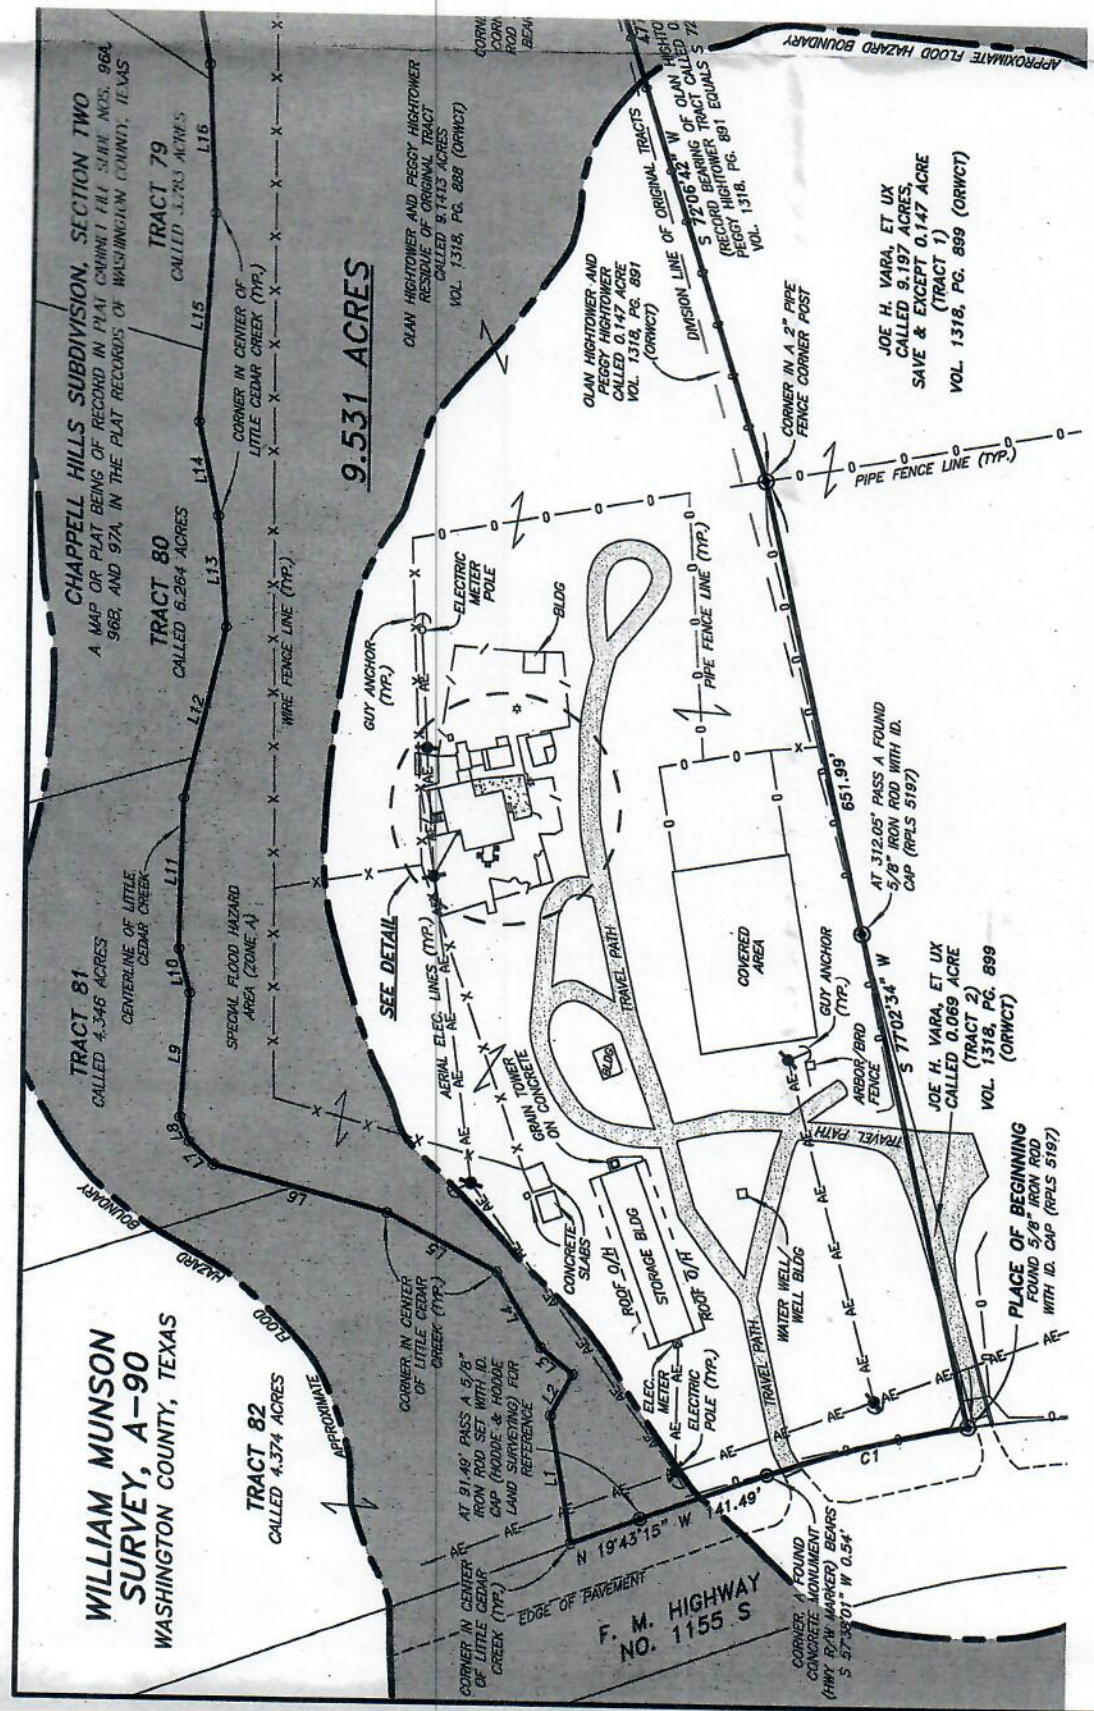 WILLIAM MUNSON
SURVEY, A-90
WASHINGTON COUNTY, TEXAS
TRACT 82
CALLED 4.374 ACRES
APPROXIMATE
FLOOD
HAZARD
BOUNDARY
TRACT 81
CALLED 4.346 ACRES
CENTERLINE OF LITTLE
CEDAR CREEK
SPECIAL FLOOD HAZARD
AREA (ZONE A)
CHAPPELL HILLS SUBDIVISION, SECTION TWO
A MAP OR PLAT BEING OF RECORD IN PLAT CABINET FILE SLIDE NOS. 96A,
96B, AND 97A, IN THE PLAT RECORDS OF WASHINGTON COUNTY, TEXAS
TRACT 80
CALLED 6.264 ACRES
TRACT 79
CALLED 3.783 ACRES
L1
L2
L3
L4
L5
L6
L7
L8
L9
L10
L11
L12
L13
L14
L15
L16
CORNER IN CENTER OF
LITTLE CEDAR CREEK (TYP.)
WIRE FENCE LINE (TYP.)
9.531 ACRES
OLAN HIGHTOWER AND PEGGY HIGHTOWER
RESIDUE OF ORIGINAL TRACT
CALLED 9.1413 ACRES
VOL. 1318, PG. 888 (ORWCT)
CORNER IN CENTER
OF LITTLE CEDAR
CREEK (TYP.)
AT 91.49' PASS A 5/8"
IRON ROD SET WITH ID.
CAP (HODDE & HODDE
LAND SURVEYING) FOR
REFERENCE
CORNER IN CENTER
OF LITTLE CEDAR
CREEK (TYP.)
SEE DETAIL
AERIAL ELEC. LINES (TYP.)
GUY ANCHOR
(TYP.)
ELECTRIC
METER
POLE
BLDG
GRAIN TOWER
ON CONCRETE
CONCRETE
SLABS
BLDG
ROOF O/H
STORAGE BLDG
ROOF O/H
ELEC.
METER
ELECTRIC
POLE (TYP.)
TRAVEL PATH
TRAVEL PATH
TRAVEL PATH
WATER WELL/
WELL BLDG
COVERED
AREA
GUY ANCHOR
(TYP.)
ARBOR/BRD
FENCE
PIPE FENCE LINE (TYP.)
OLAN HIGHTOWER AND
PEGGY HIGHTOWER
CALLED 0.147 ACRE
VOL. 1318, PG. 891
(ORWCT)
DIVISION LINE OF ORIGINAL TRACTS
S 72°06'42" W
(RECORD BEARING OF OLAN
PEGGY HIGHTOWER TRACT CALLED
VOL. 1318, PG. 891 EQUALS S 72
APPROXIMATE FLOOD HAZARD BOUNDARY
CORNER IN A 2" PIPE
FENCE CORNER POST
PIPE FENCE LINE (TYP.)
JOE H. VARA, ET UX
CALLED 9.197 ACRES,
SAVE & EXCEPT 0.147 ACRE
(TRACT 1)
VOL. 1318, PG. 899 (ORWCT)
651.99'
AT 312.05' PASS A FOUND
5/8" IRON ROD WITH ID.
CAP (RPLS 5197)
S 77°02'34" W
JOE H. VARA, ET UX
CALLED 0.069 ACRE
(TRACT 2)
VOL. 1318, PG. 899
(ORWCT)
PLACE OF BEGINNING
FOUND 5/8" IRON ROD
WITH ID. CAP (RPLS 5197)
C1
N 19°43'15" W 141.49'
EDGE OF PAVEMENT
F. M. HIGHWAY
NO. 1155 S
CORNER, A FOUND
CONCRETE MONUMENT
(HWY R/W MARKER) BEARS
S 57°38'01" W 0.54'